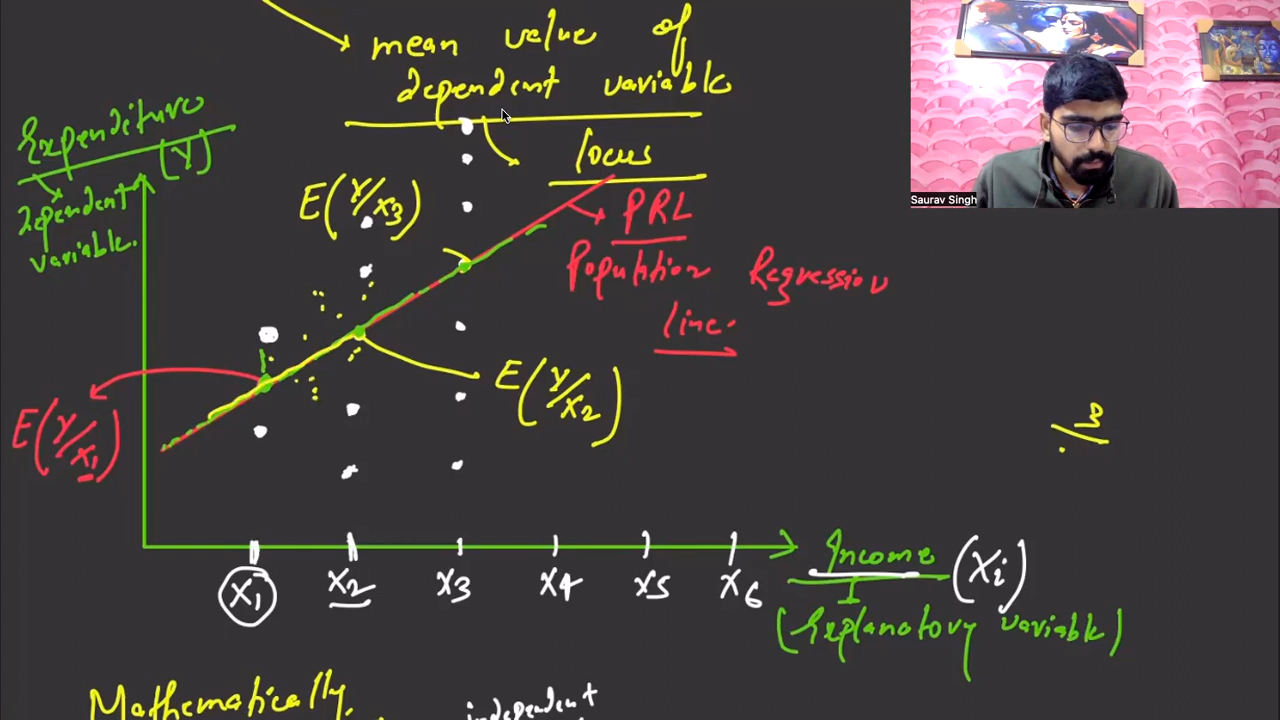 mean value of
dependent variable
locus
Expenditure
(Y)
Dependent
variable.
E(Y/X3)
PRL
Population Regression
line.
E(Y/X2)
E(Y/X1)
8
X1 X2 X3 X4 X5 X6
Income (Xi)
(Explanatory variable)
Mathematically,
independent
Saurav Singh